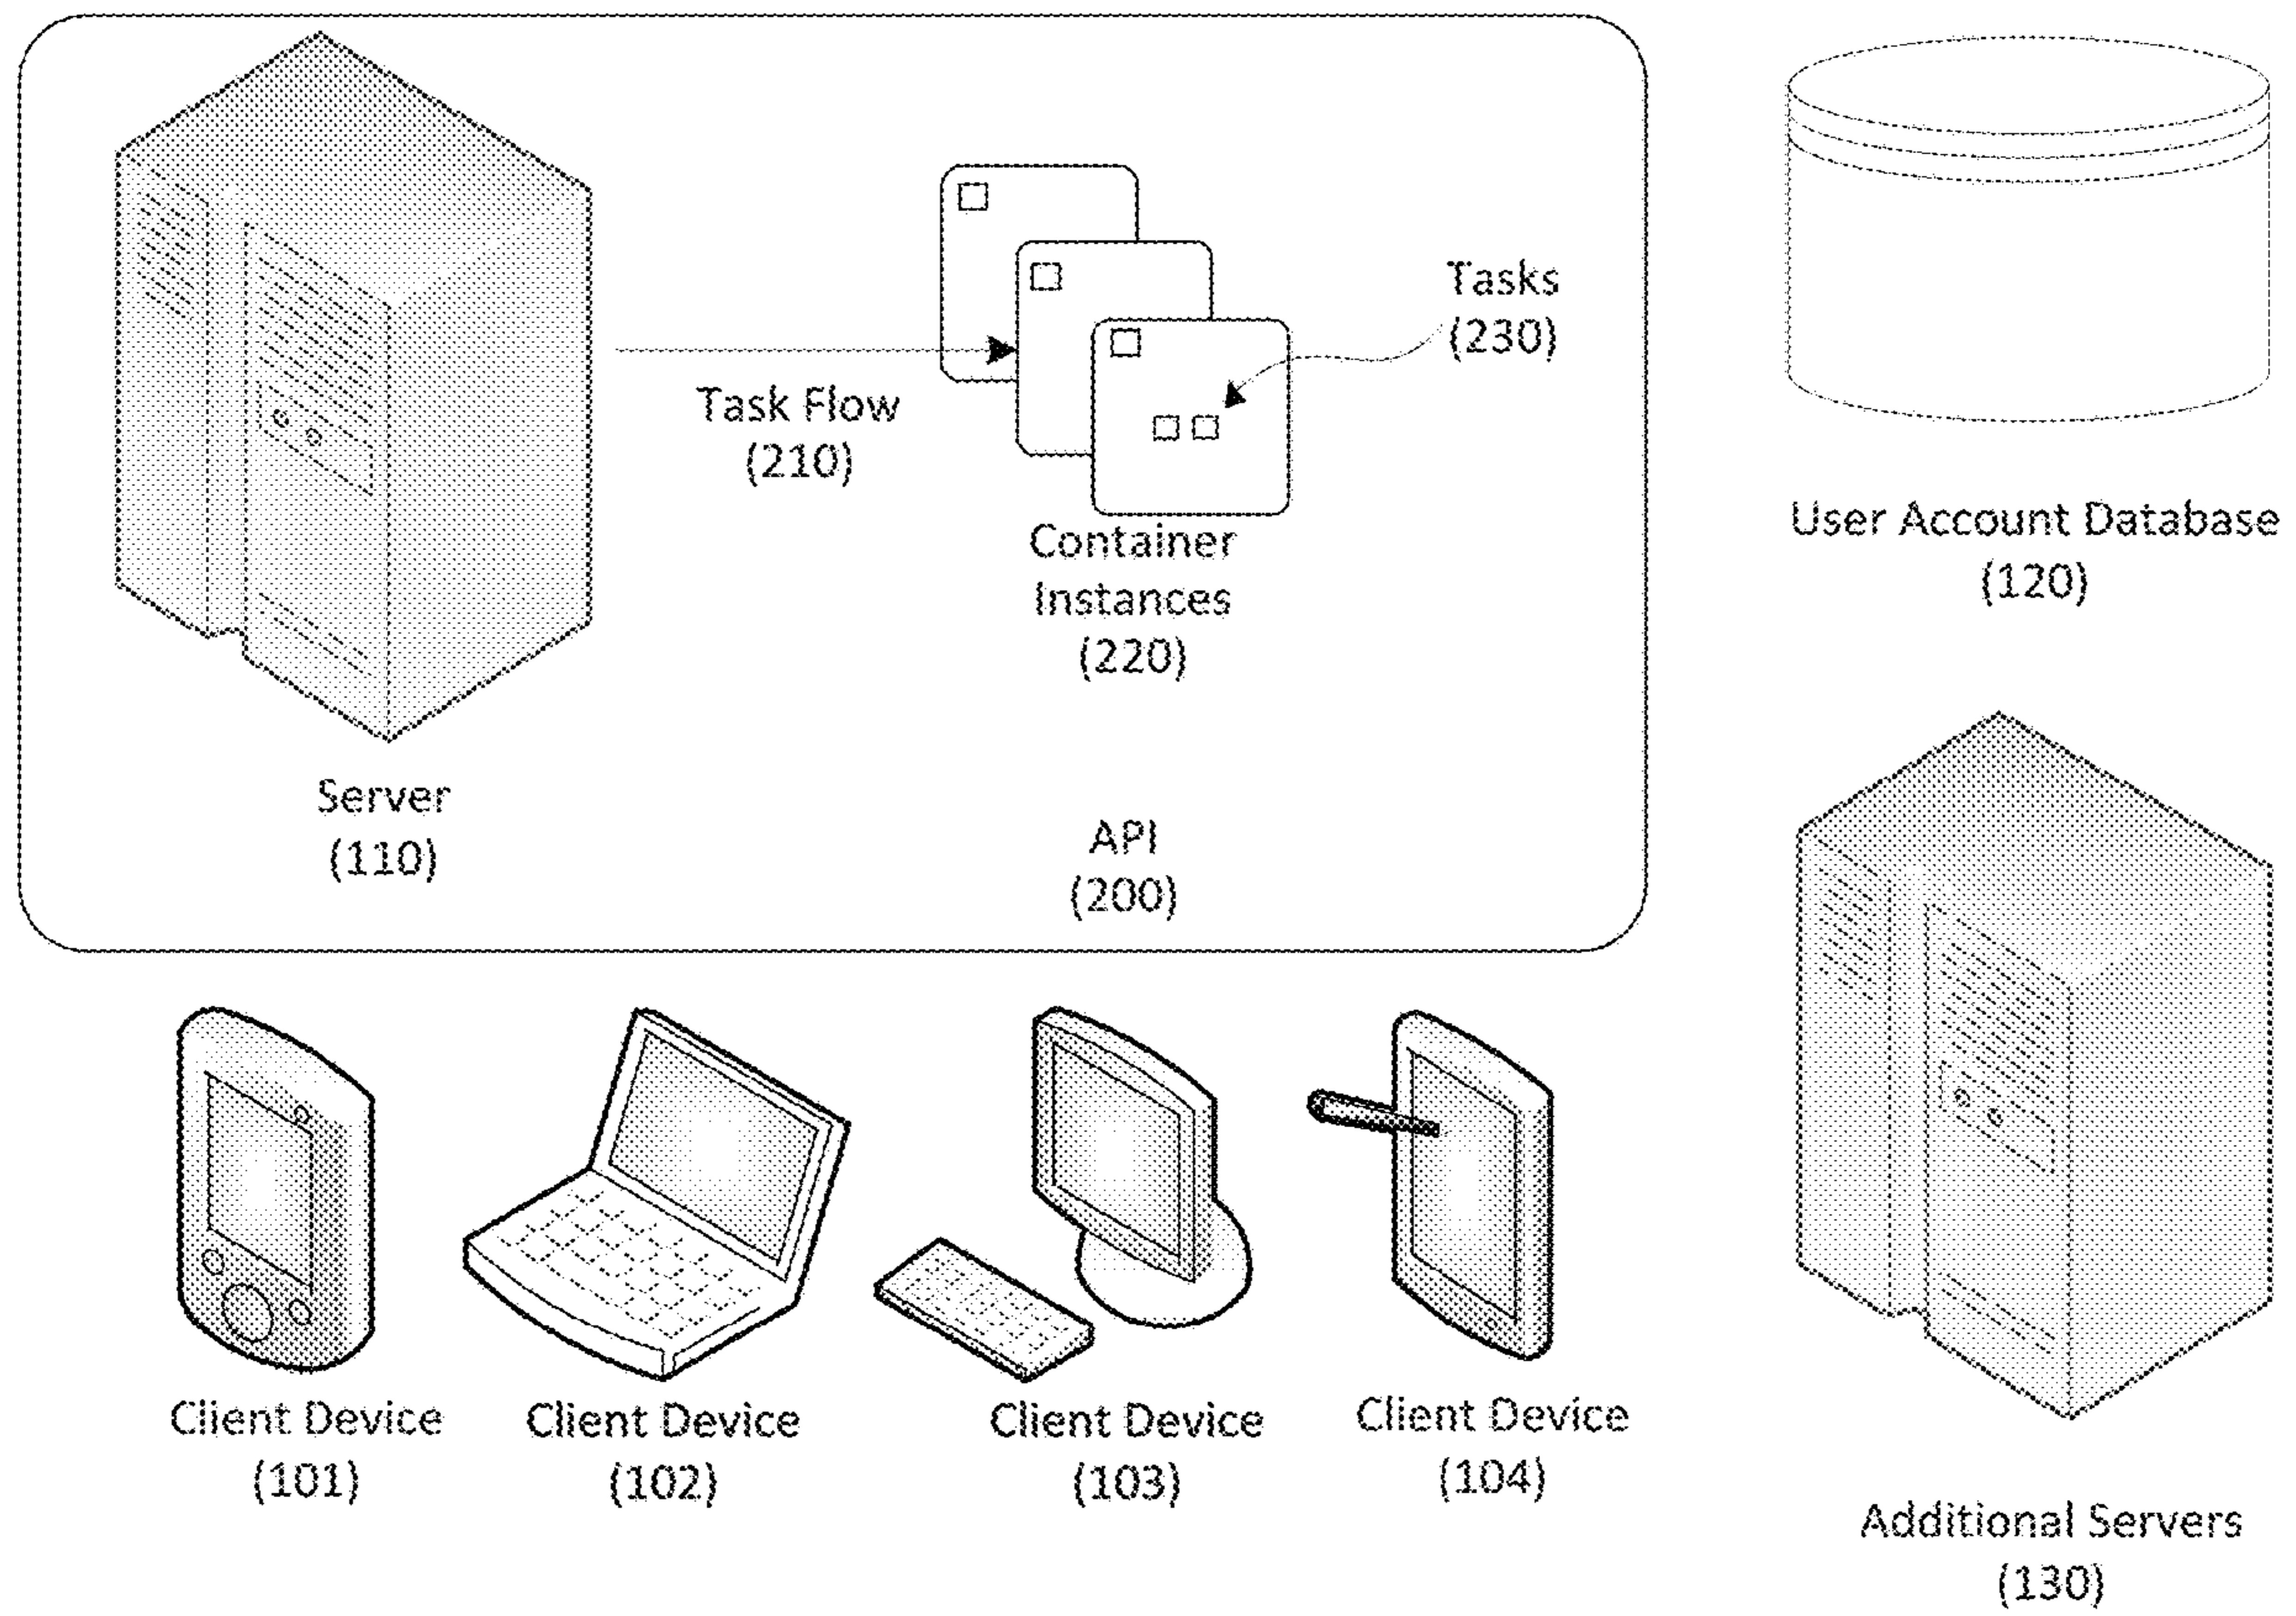 Tasks
(230)
Task Flow
(210)
Container
Instances
(220)
User Account Database
(120)
Server
(110)
API
(200)
Client Device
(101)
Client Device
(102)
Client Device
(103)
Client Device
(104)
Additional Servers
(130)